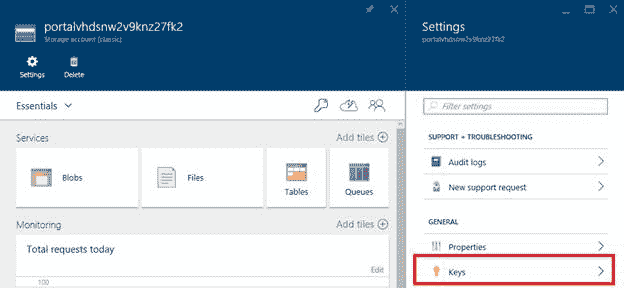 portalvhdsnw2v9knz27fk2
Storage account (classic)
Settings
Delete
Essentials
Services
Add tiles
Blobs
Files
Tables
Queues
Monitoring
Add tiles
Total requests today
Edit
100
Settings
portalvhdsnw2v9knz27fk2
Filter settings
SUPPORT + TROUBLESHOOTING
Audit logs
New support request
GENERAL
Properties
Keys